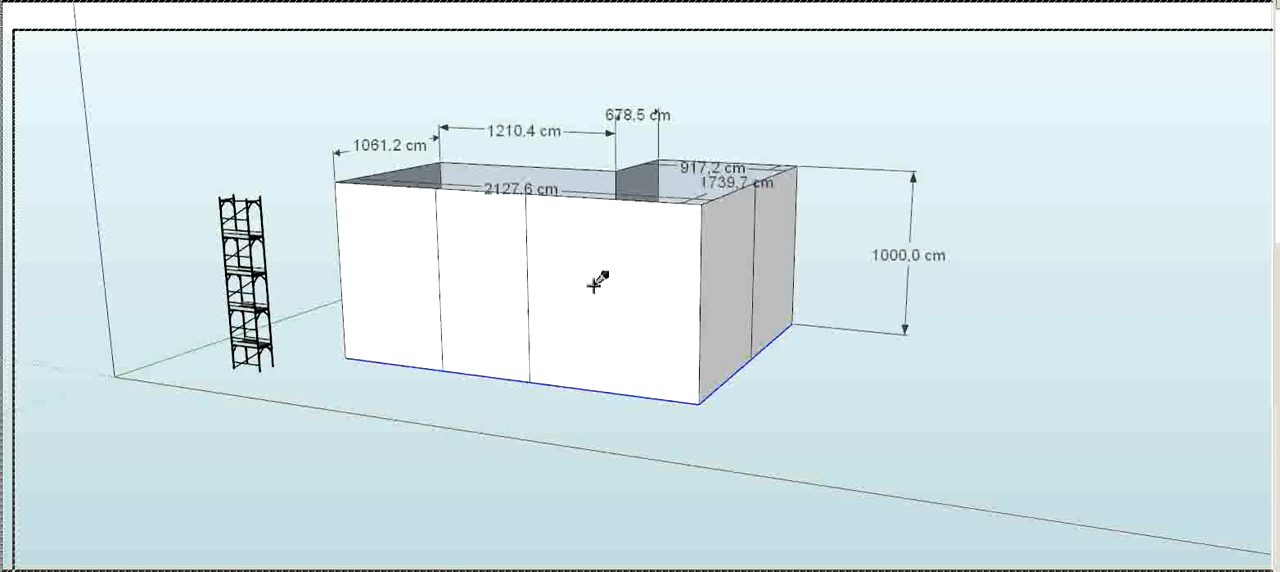 678,5 cm
1210,4 cm
1061,2 cm
917,2 cm
1739,7 cm
2127,6 cm
1000,0 cm